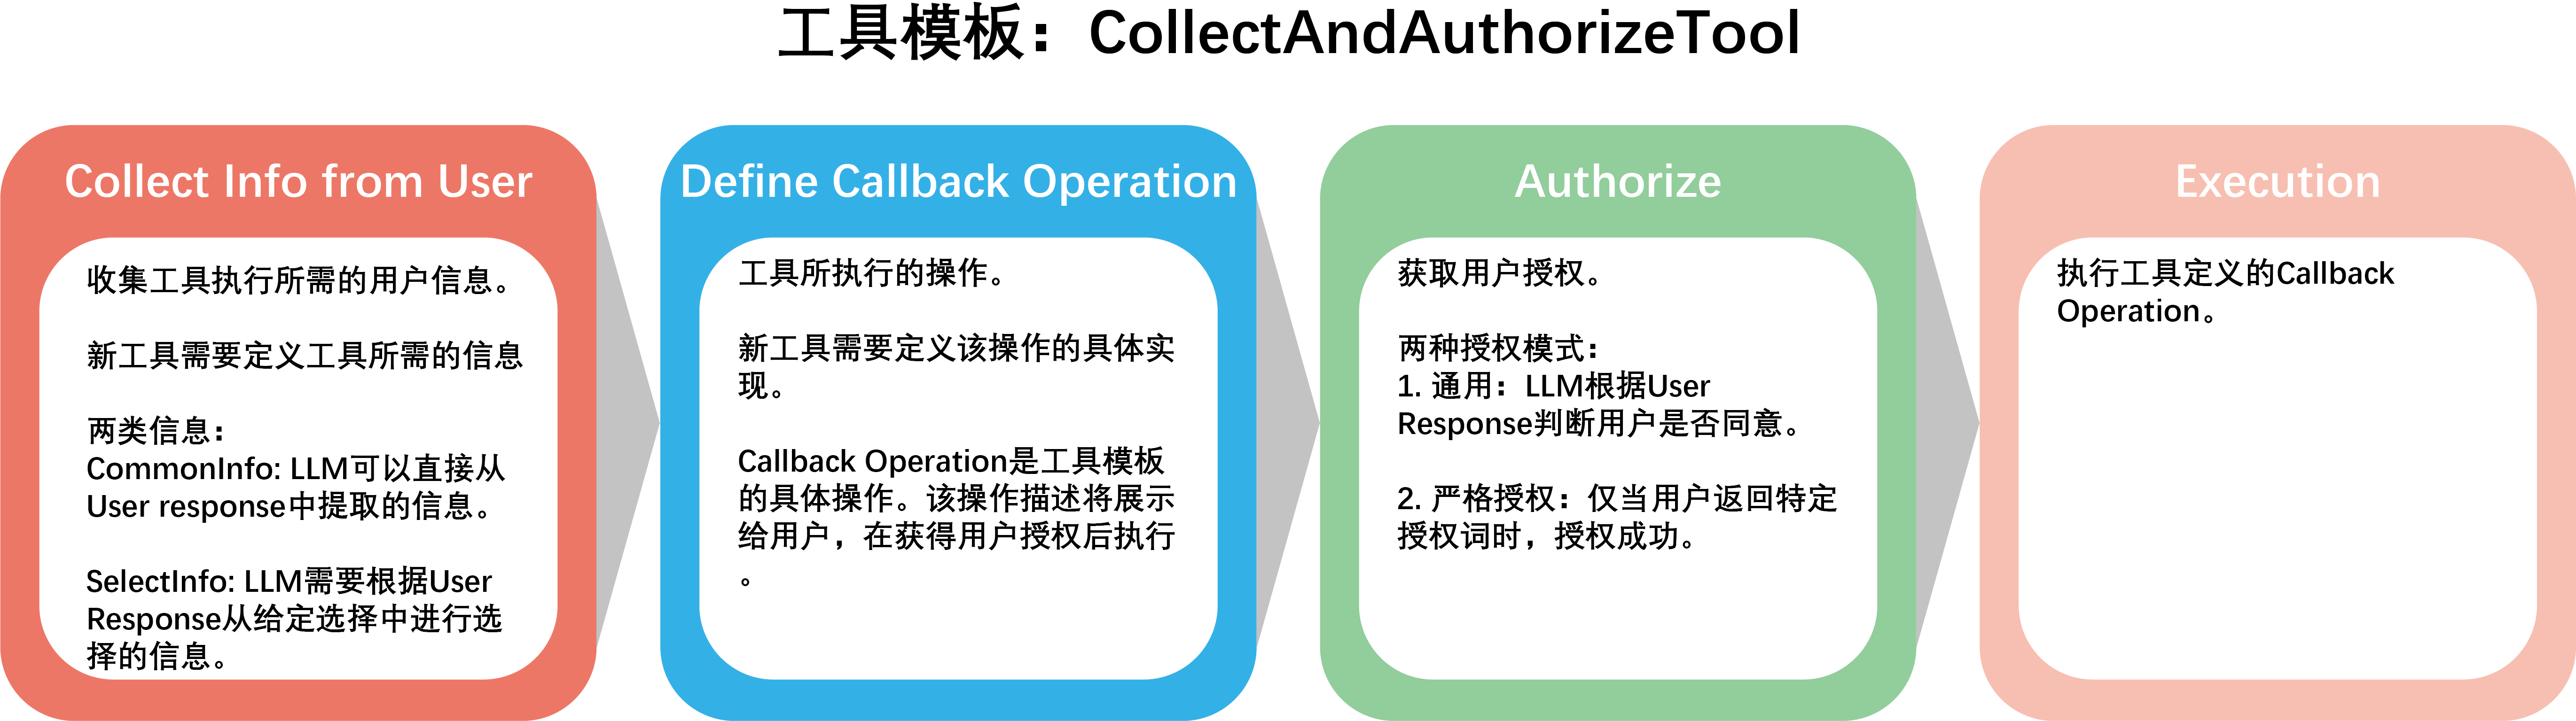 工具模板：CollectAndAuthorizeTool
Collect Info from User
收集工具执行所需的用户信息。
新工具需要定义工具所需的信息
两类信息：
CommonInfo: LLM可以直接从
User response中提取的信息。
SelectInfo: LLM需要根据User
Response从给定选择中进行选
择的信息。
Define Callback Operation
工具所执行的操作。
新工具需要定义该操作的具体实
现。
Callback Operation是工具模板
的具体操作。该操作描述将展示
给用户，在获得用户授权后执行
。
Authorize
获取用户授权。
两种授权模式：
1. 通用：LLM根据User
Response判断用户是否同意。
2. 严格授权：仅当用户返回特定
授权词时，授权成功。
Execution
执行工具定义的Callback
Operation。